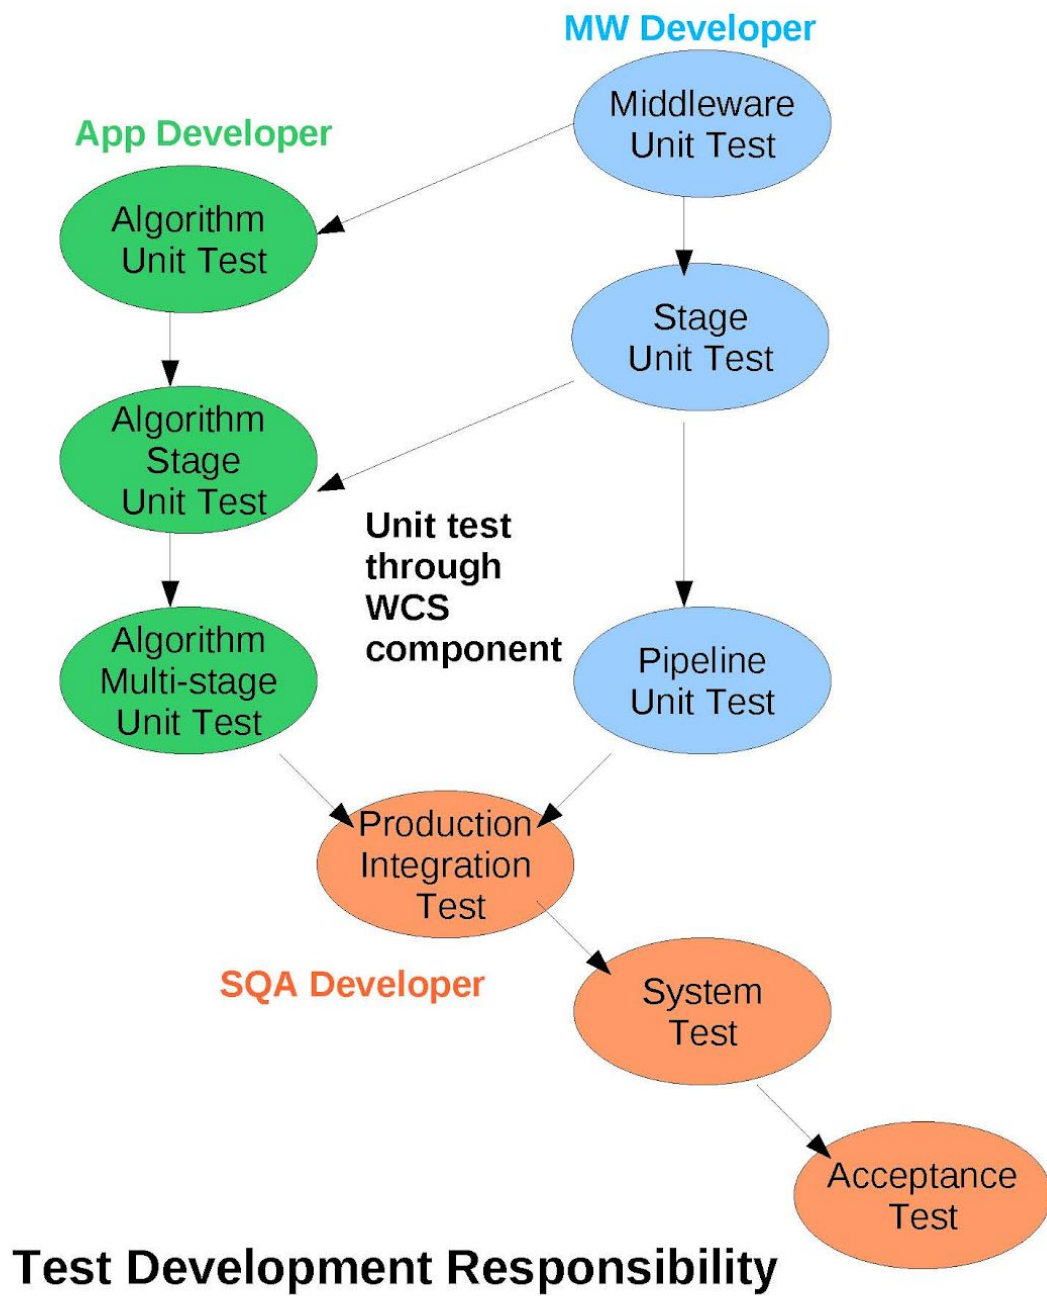 MW Developer
Middleware
Unit Test
App Developer
Algorithm
Unit Test
Stage
Unit Test
Algorithm
Stage
Unit Test
Unit test
through
WCS
component
Algorithm
Multi-stage
Unit Test
Pipeline
Unit Test
Production
Integration
Test
SQA Developer
System
Test
Acceptance
Test
Test Development Responsibility